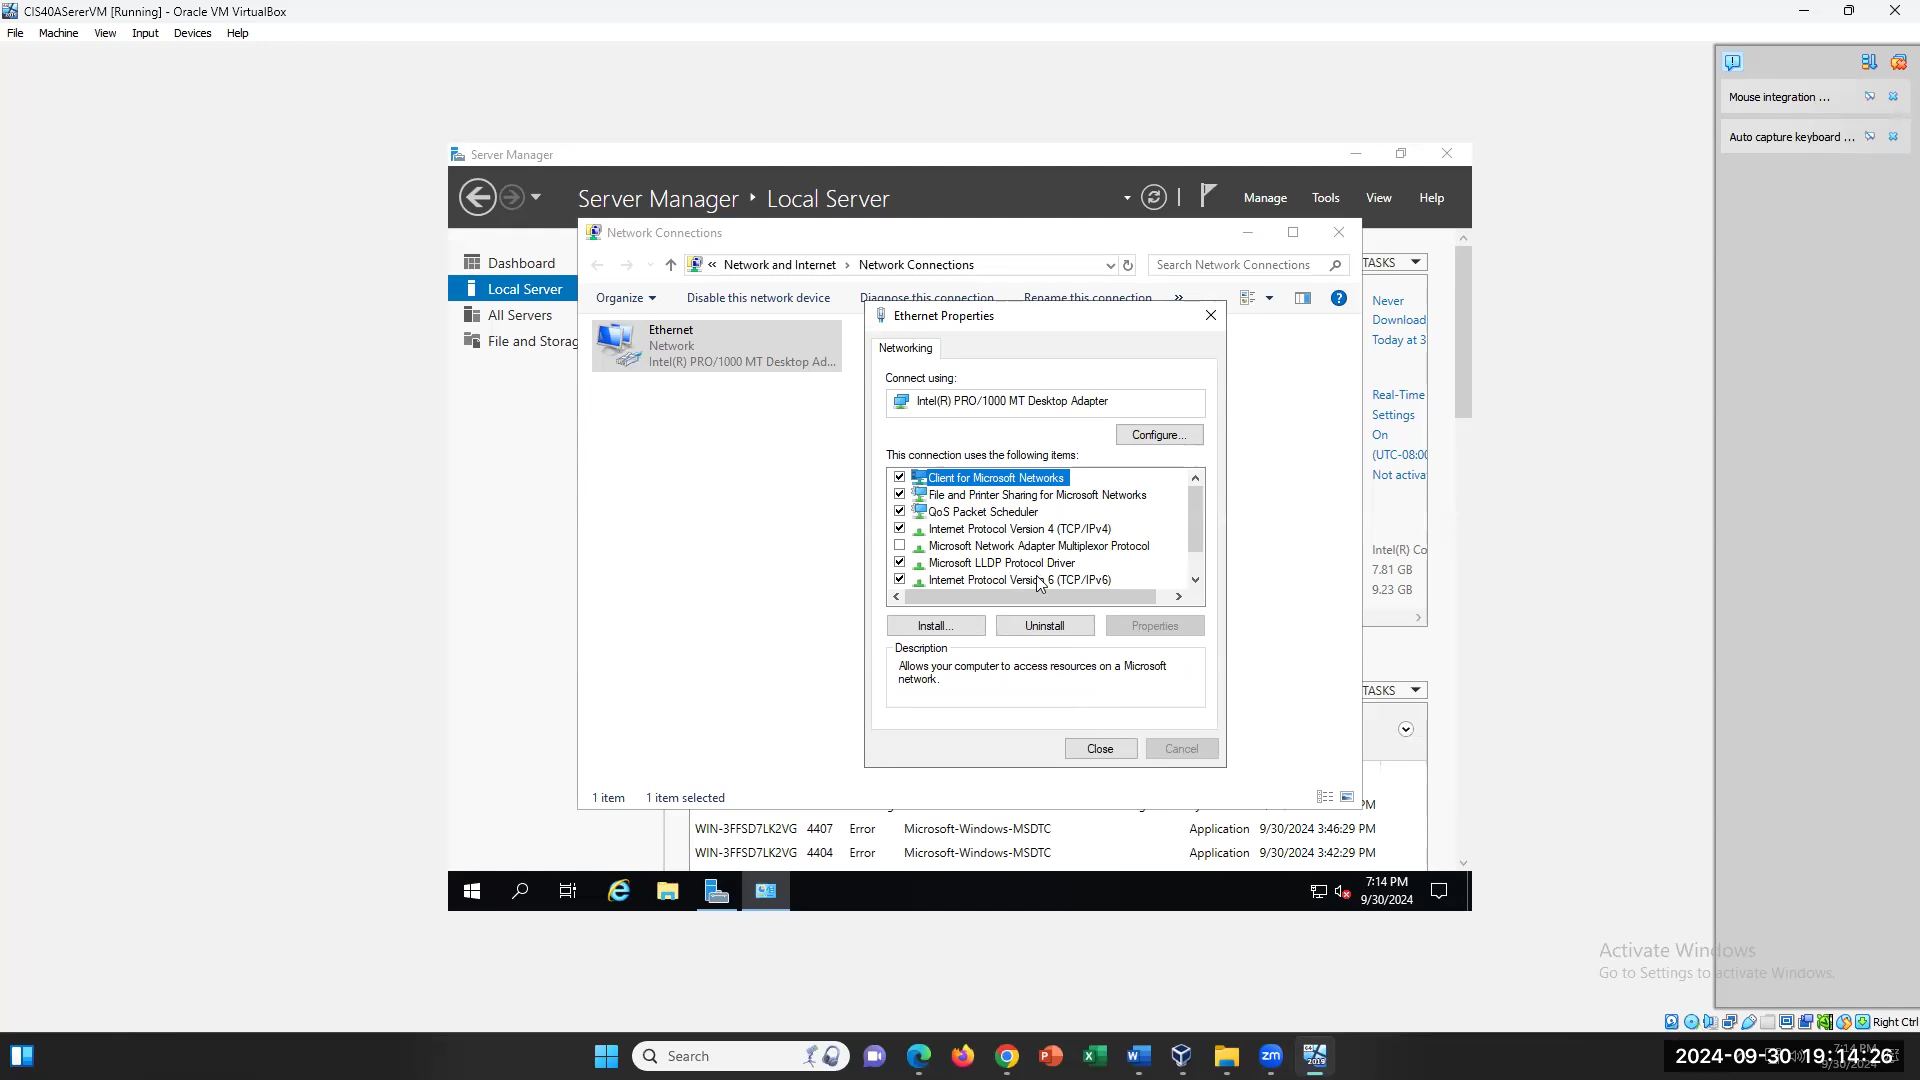 CIS40ASererVM [Running] - Oracle VM VirtualBox
File Machine View Input Devices Help
Mouse integration ...
Auto capture keyboard ...
Server Manager
Server Manager ‣ Local Server
Manage Tools View Help
Dashboard
Local Server
All Servers
File and Storag
Network Connections
« Network and Internet › Network Connections
Search Network Connections
Organize Disable this network device Diagnose this connection Rename this connection »
Ethernet
Network
Intel(R) PRO/1000 MT Desktop Ad...
Ethernet Properties
Networking
Connect using:
Intel(R) PRO/1000 MT Desktop Adapter
Configure...
This connection uses the following items:
Client for Microsoft Networks
File and Printer Sharing for Microsoft Networks
QoS Packet Scheduler
Internet Protocol Version 4 (TCP/IPv4)
Microsoft Network Adapter Multiplexor Protocol
Microsoft LLDP Protocol Driver
Internet Protocol Version 6 (TCP/IPv6)
Install... Uninstall Properties
Description
Allows your computer to access resources on a Microsoft
network.
Close Cancel
1 item 1 item selected
TASKS
Never
Download
Today at 3
Real-Time
Settings
On
(UTC-08:00
Not activa
Intel(R) Co
7.81 GB
9.23 GB
TASKS
PM
WIN-3FFSD7LK2VG 4407 Error Microsoft-Windows-MSDTC Application 9/30/2024 3:46:29 PM
WIN-3FFSD7LK2VG 4404 Error Microsoft-Windows-MSDTC Application 9/30/2024 3:42:29 PM
7:14 PM
9/30/2024
Activate Windows
Go to Settings to activate Windows.
Right Ctrl
Search
zm
2019
7:14 PM
9/30/2024
2024-09-30 19:14:26